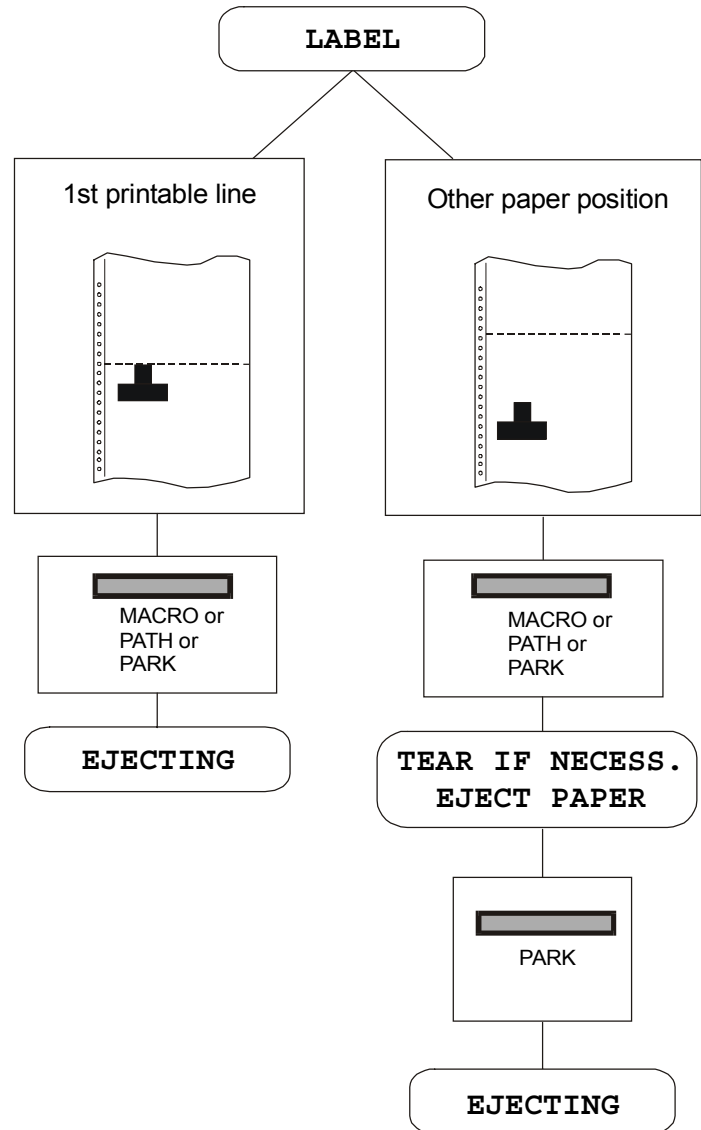 LABEL
1st printable line
Other paper position
MACRO or
PATH or
PARK
MACRO or
PATH or
PARK
EJECTING
TEAR IF NECESS.
EJECT PAPER
PARK
EJECTING